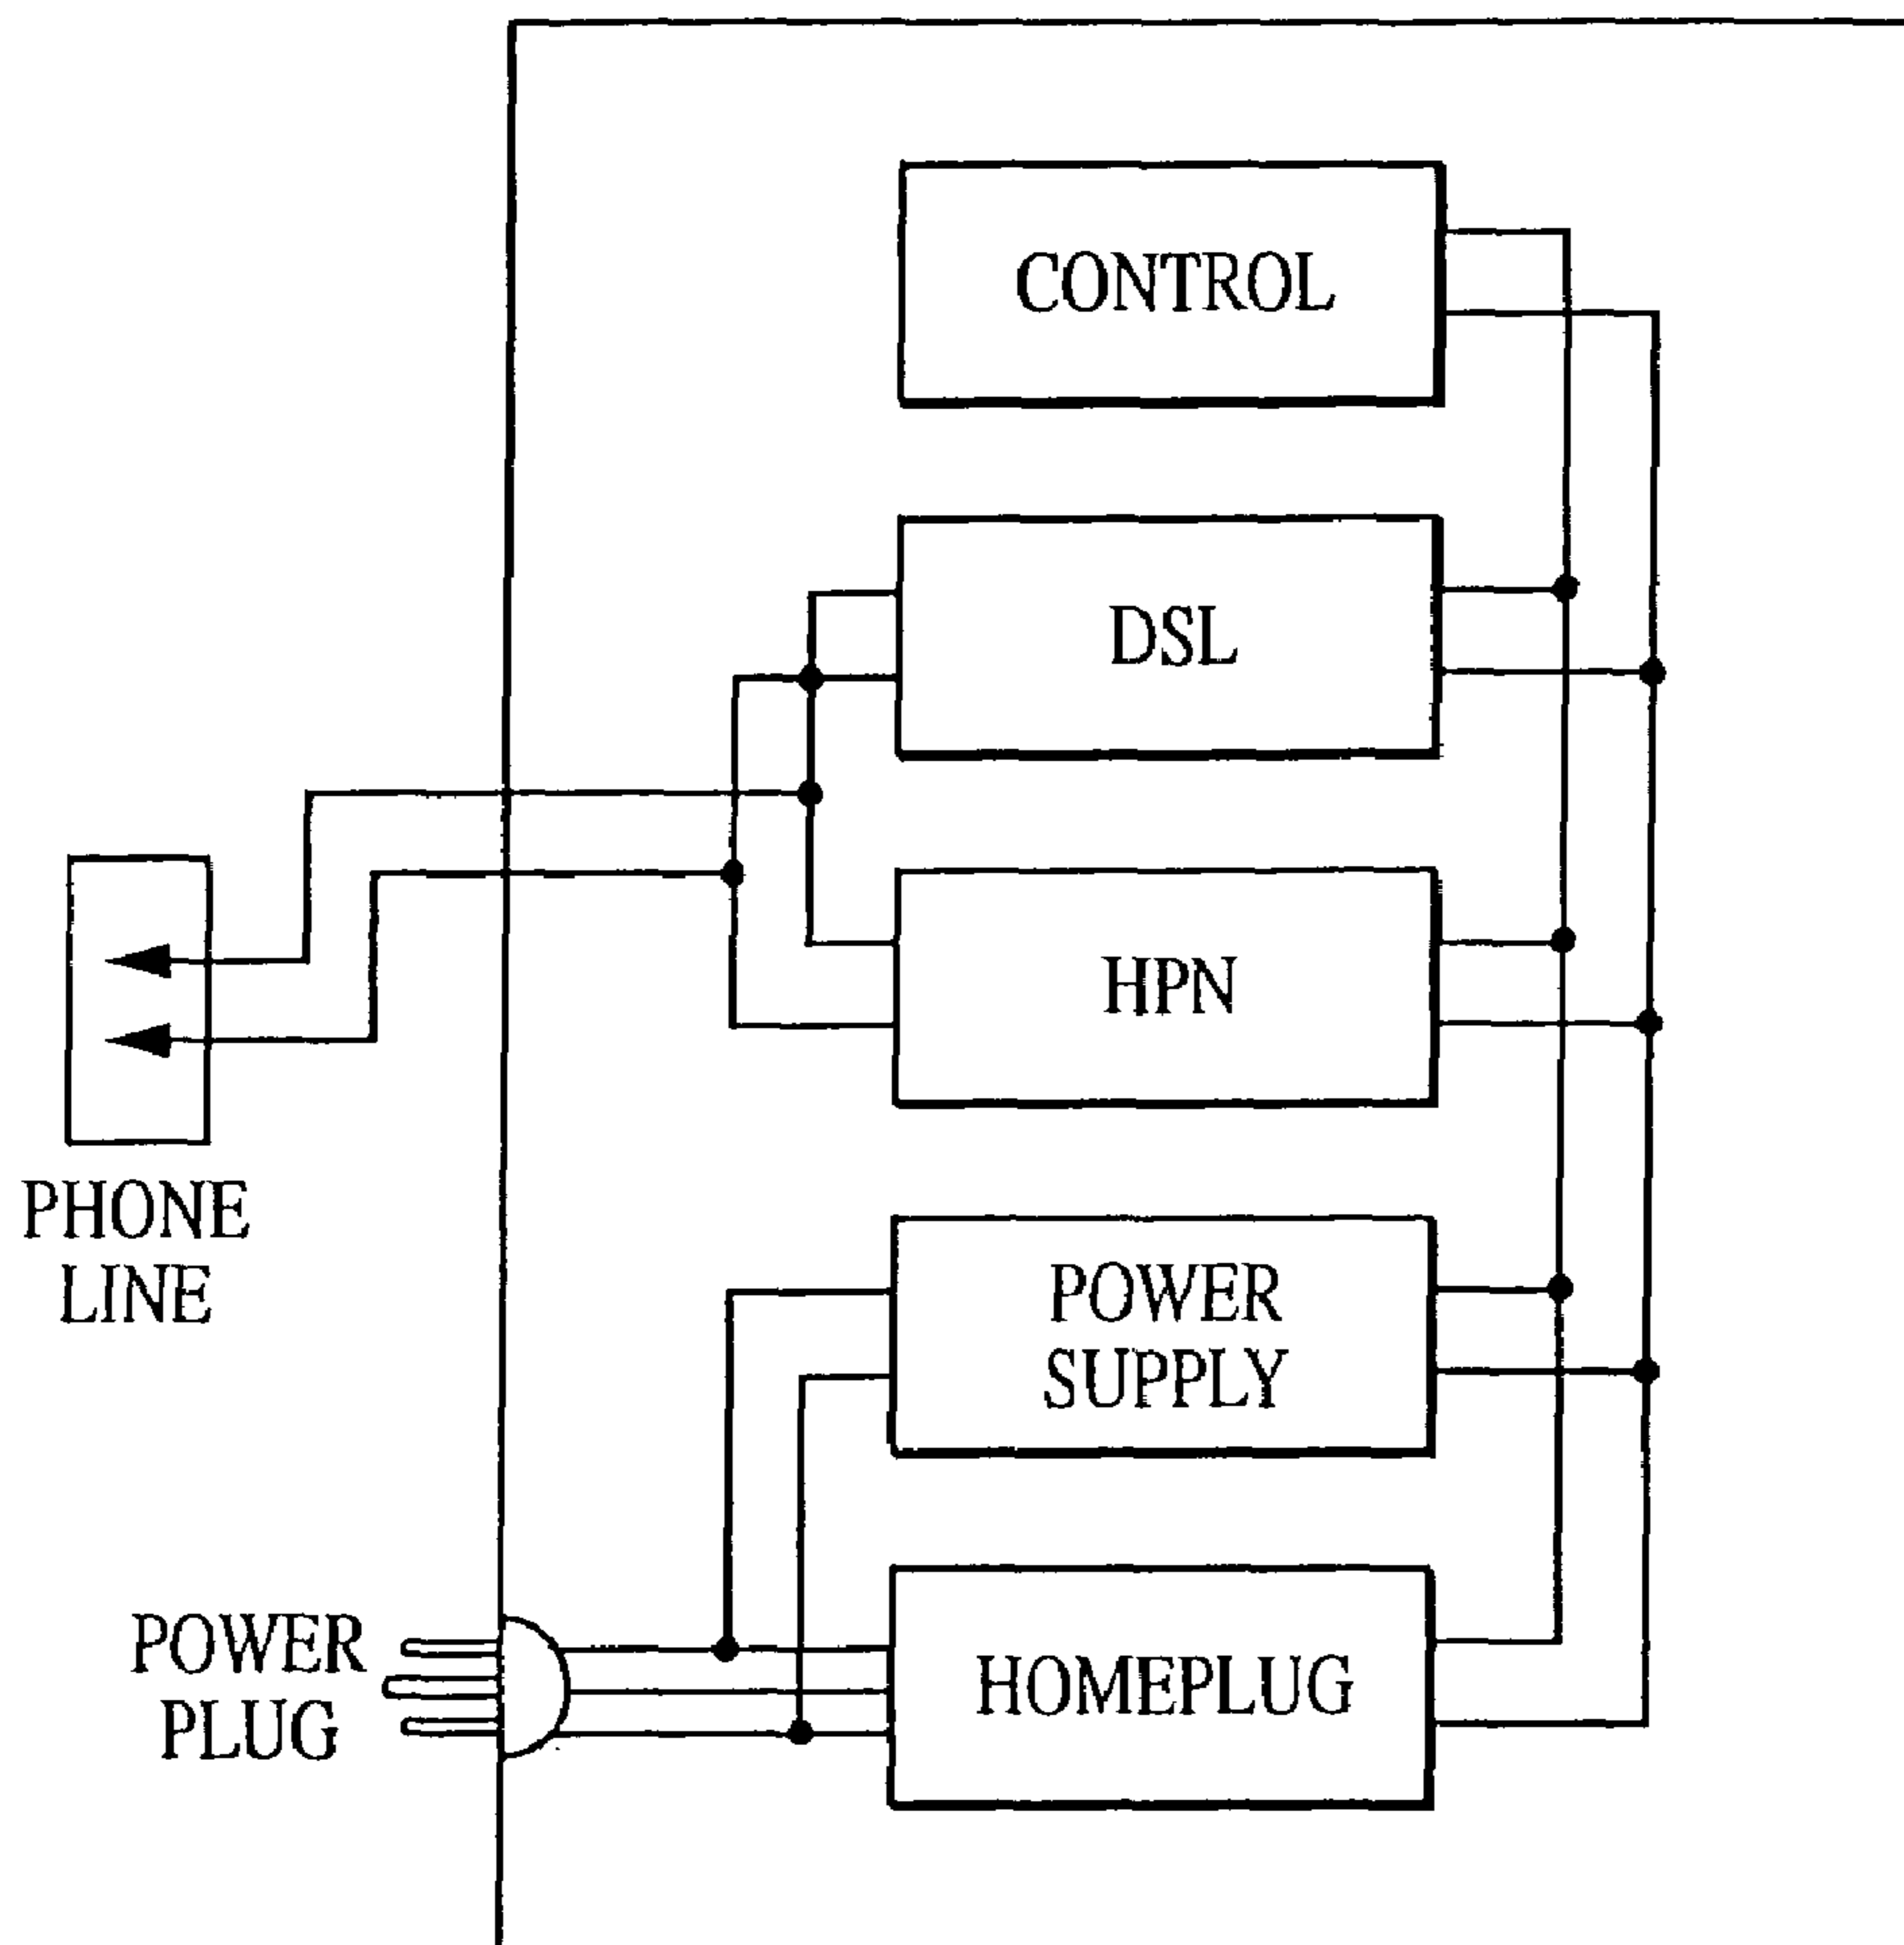 CONTROL
DSL
HPN
PHONE
LINE
POWER
SUPPLY
POWER
PLUG
HOMEPLUG